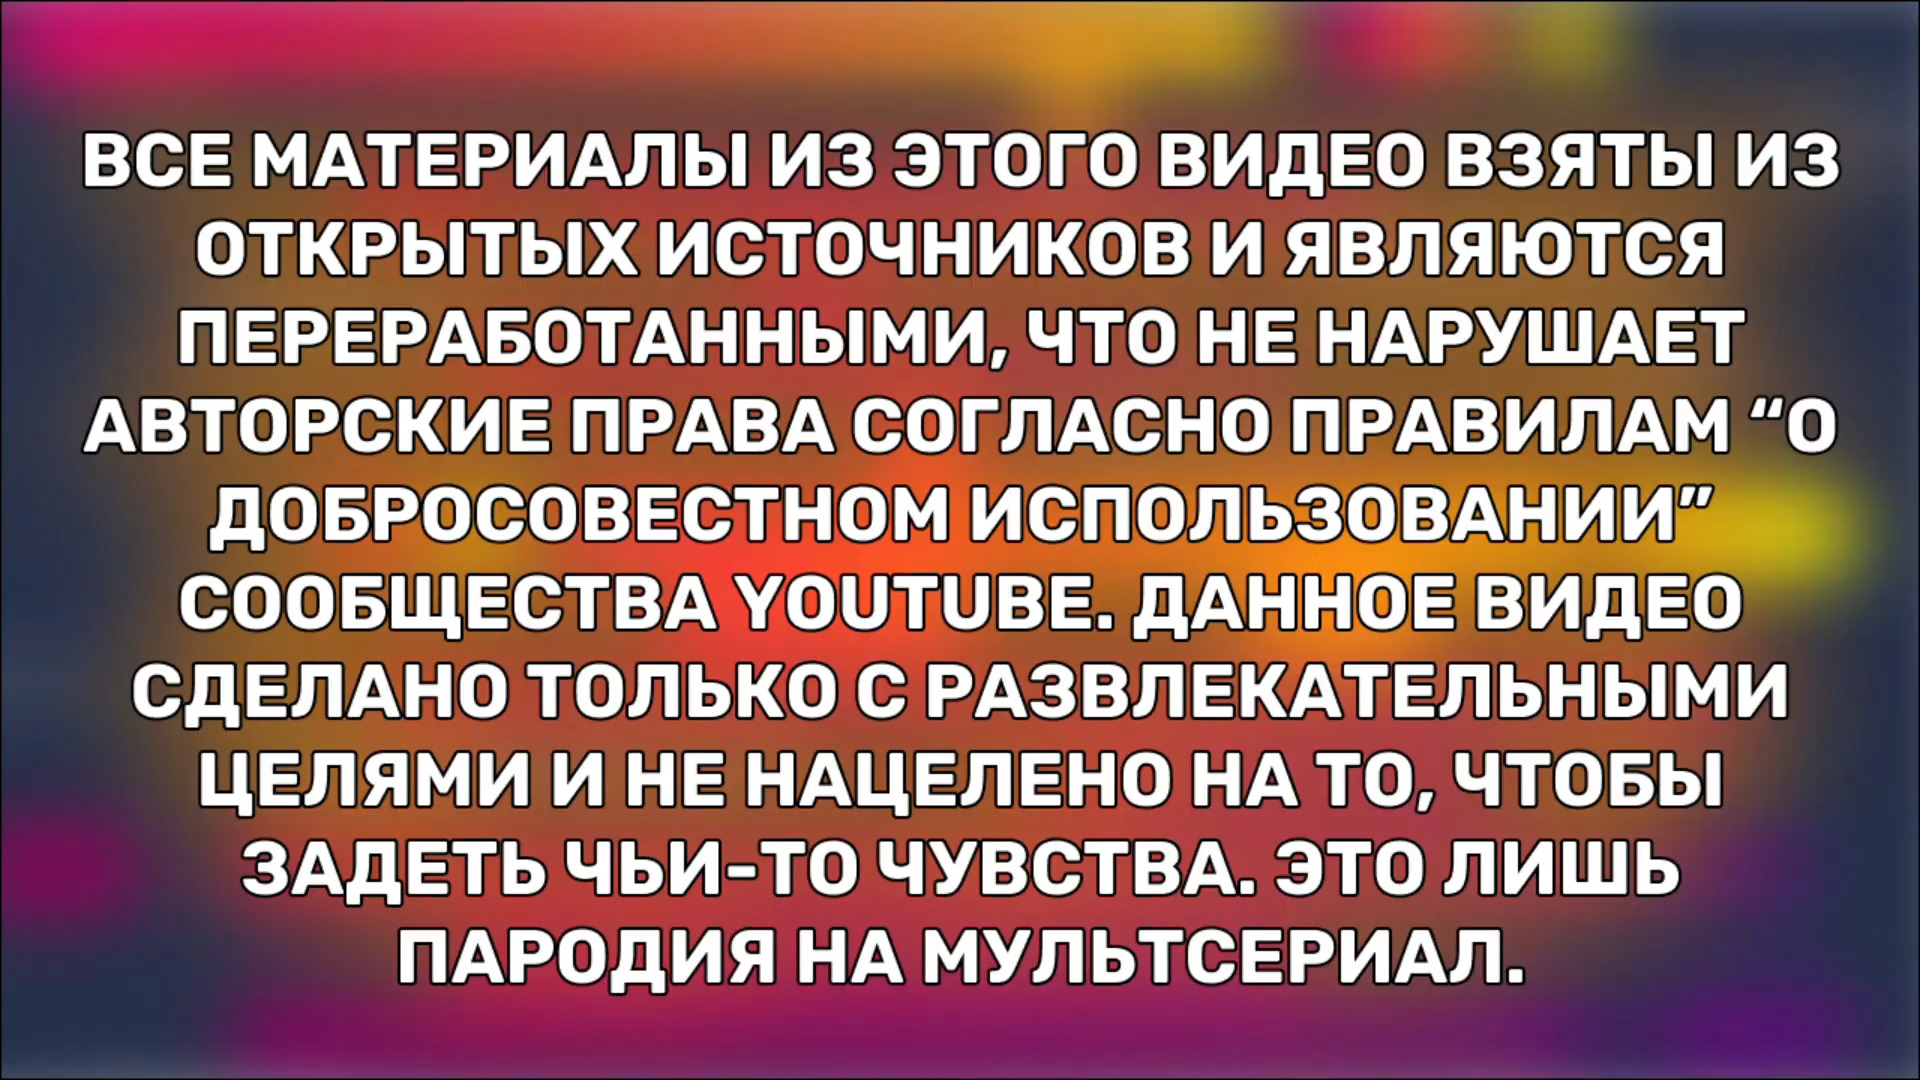 ВСЕ МАТЕРИАЛЫ ИЗ ЭТОГО ВИДЕО ВЗЯТЫ ИЗ
ОТКРЫТЫХ ИСТОЧНИКОВ И ЯВЛЯЮТСЯ
ПЕРЕРАБОТАННЫМИ, ЧТО НЕ НАРУШАЕТ
АВТОРСКИЕ ПРАВА СОГЛАСНО ПРАВИЛАМ “О
ДОБРОСОВЕСТНОМ ИСПОЛЬЗОВАНИИ”
СООБЩЕСТВА YOUTUBE. ДАННОЕ ВИДЕО
СДЕЛАНО ТОЛЬКО С РАЗВЛЕКАТЕЛЬНЫМИ
ЦЕЛЯМИ И НЕ НАЦЕЛЕНО НА ТО, ЧТОБЫ
ЗАДЕТЬ ЧЬИ-ТО ЧУВСТВА. ЭТО ЛИШЬ
ПАРОДИЯ НА МУЛЬТСЕРИАЛ.